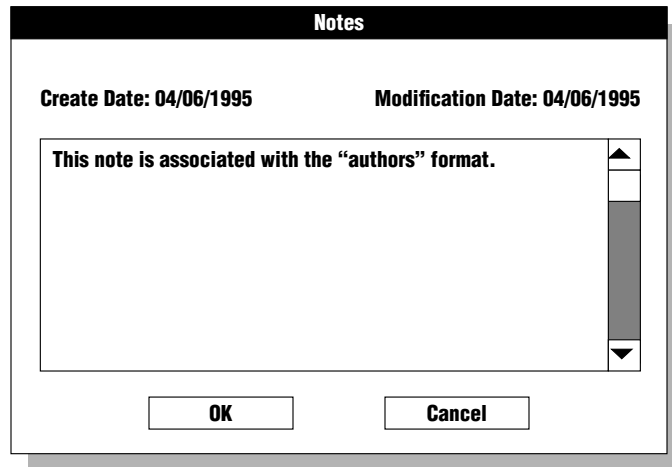 Notes
Create Date: 04/06/1995 Modification Date: 04/06/1995
This note is associated with the “authors” format.
OK Cancel